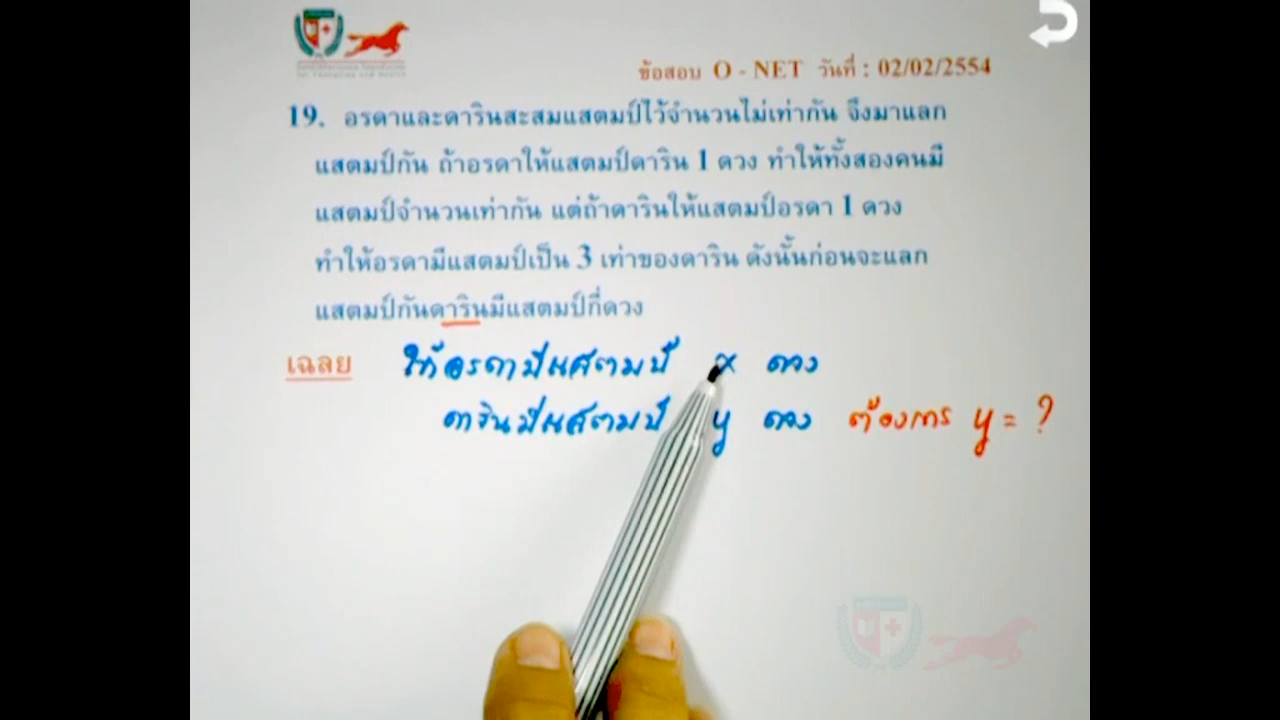 ข้อสอบ O - NET วันที่ : 02/02/2554
19. อรดาและดารินสะสมแสตมป์ไว้จำนวนไม่เท่ากัน จึงมาแลก
แสตมป์กัน ถ้าอรดาให้แสตมป์ดาริน 1 ดวง ทำให้ทั้งสองคนมี
แสตมป์จำนวนเท่ากัน แต่ถ้าดารินให้แสตมป์อรดา 1 ดวง
ทำให้อรดามีแสตมป์เป็น 3 เท่าของดาริน ดังนั้นก่อนจะแลก
แสตมป์กันดารินมีแสตมป์กี่ดวง
เฉลย ให้อรดามีแสตมป์ x ดวง
ดารินมีแสตมป์ y ดวง ต้องการ y = ?